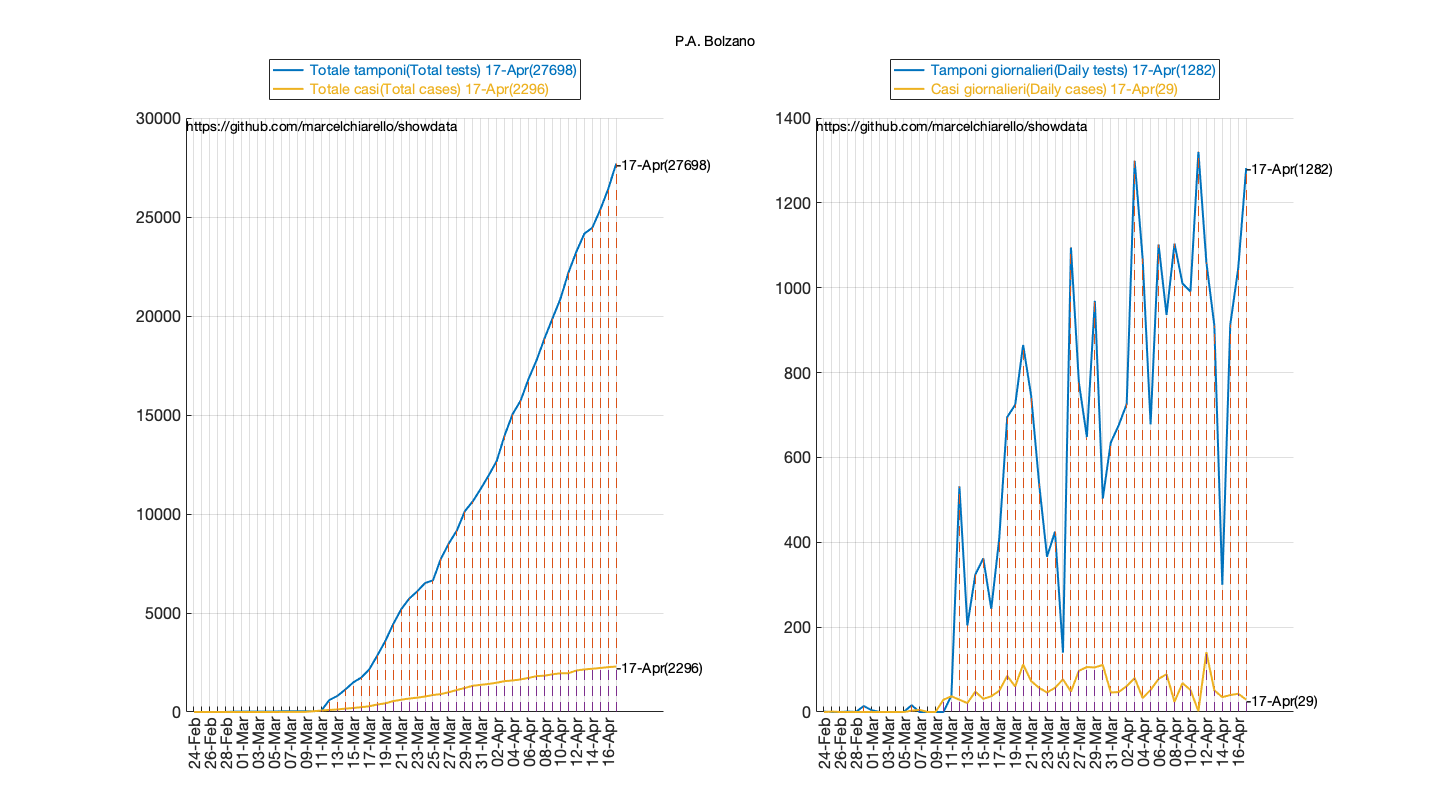 P.A. Bolzano
Totale tamponi(Total tests) 17-Apr(27698)
Totale casi(Total cases) 17-Apr(2296)
https://github.com/marcelchiarello/showdata
30000
25000
20000
15000
10000
5000
0
17-Apr(27698)
17-Apr(2296)
24-Feb
26-Feb
28-Feb
01-Mar
03-Mar
05-Mar
07-Mar
09-Mar
11-Mar
13-Mar
15-Mar
17-Mar
19-Mar
21-Mar
23-Mar
25-Mar
27-Mar
29-Mar
31-Mar
02-Apr
04-Apr
06-Apr
08-Apr
10-Apr
12-Apr
14-Apr
16-Apr
Tamponi giornalieri(Daily tests) 17-Apr(1282)
Casi giornalieri(Daily cases) 17-Apr(29)
https://github.com/marcelchiarello/showdata
1400
1200
1000
800
600
400
200
0
17-Apr(1282)
17-Apr(29)
24-Feb
26-Feb
28-Feb
01-Mar
03-Mar
05-Mar
07-Mar
09-Mar
11-Mar
13-Mar
15-Mar
17-Mar
19-Mar
21-Mar
23-Mar
25-Mar
27-Mar
29-Mar
31-Mar
02-Apr
04-Apr
06-Apr
08-Apr
10-Apr
12-Apr
14-Apr
16-Apr